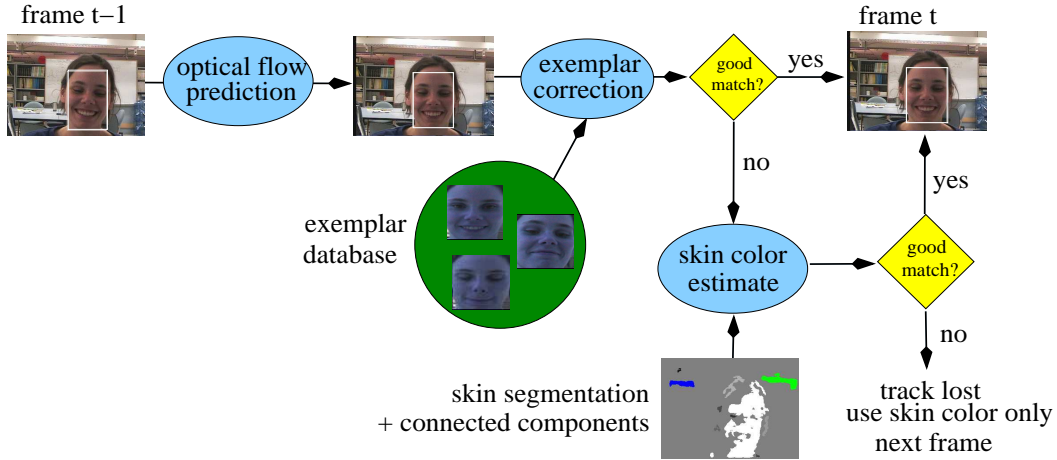 frame t−1
frame t
optical flow
prediction
exemplar
correction
good
match?
yes
no
exemplar
database
skin color
estimate
good
match?
yes
no
skin segmentation
+ connected components
track lost
use skin color only
next frame